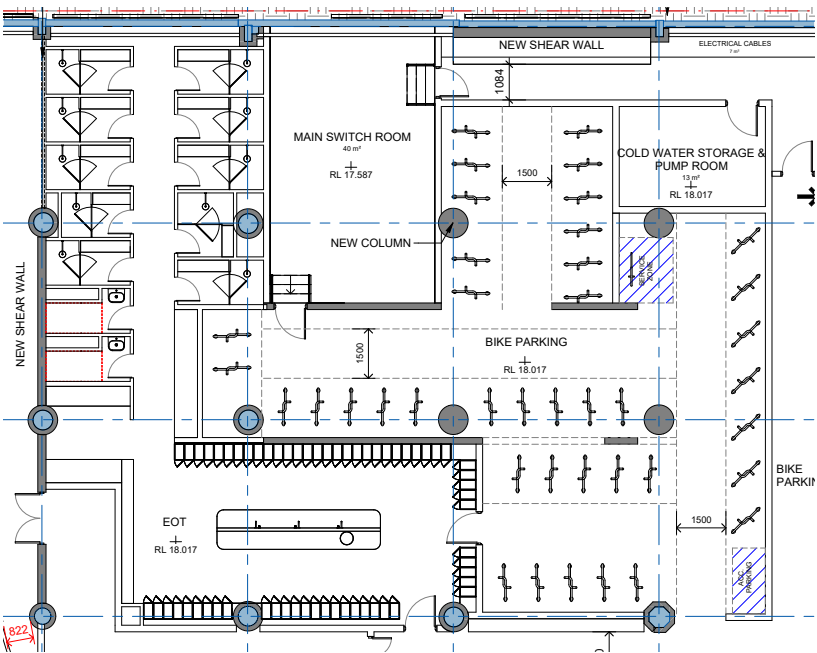 NEW SHEAR WALL
ELECTRICAL CABLES
7 m²
1084
MAIN SWITCH ROOM
40 m²
RL 17.587
COLD WATER STORAGE &
PUMP ROOM
13 m²
RL 18.017
1500
NEW COLUMN
SERVICE
ZONE
NEW SHEAR WALL
BIKE PARKING
RL 18.017
1500
BIKE
PARKIN
EOT
RL 18.017
1500
ACC.
PARKING
822